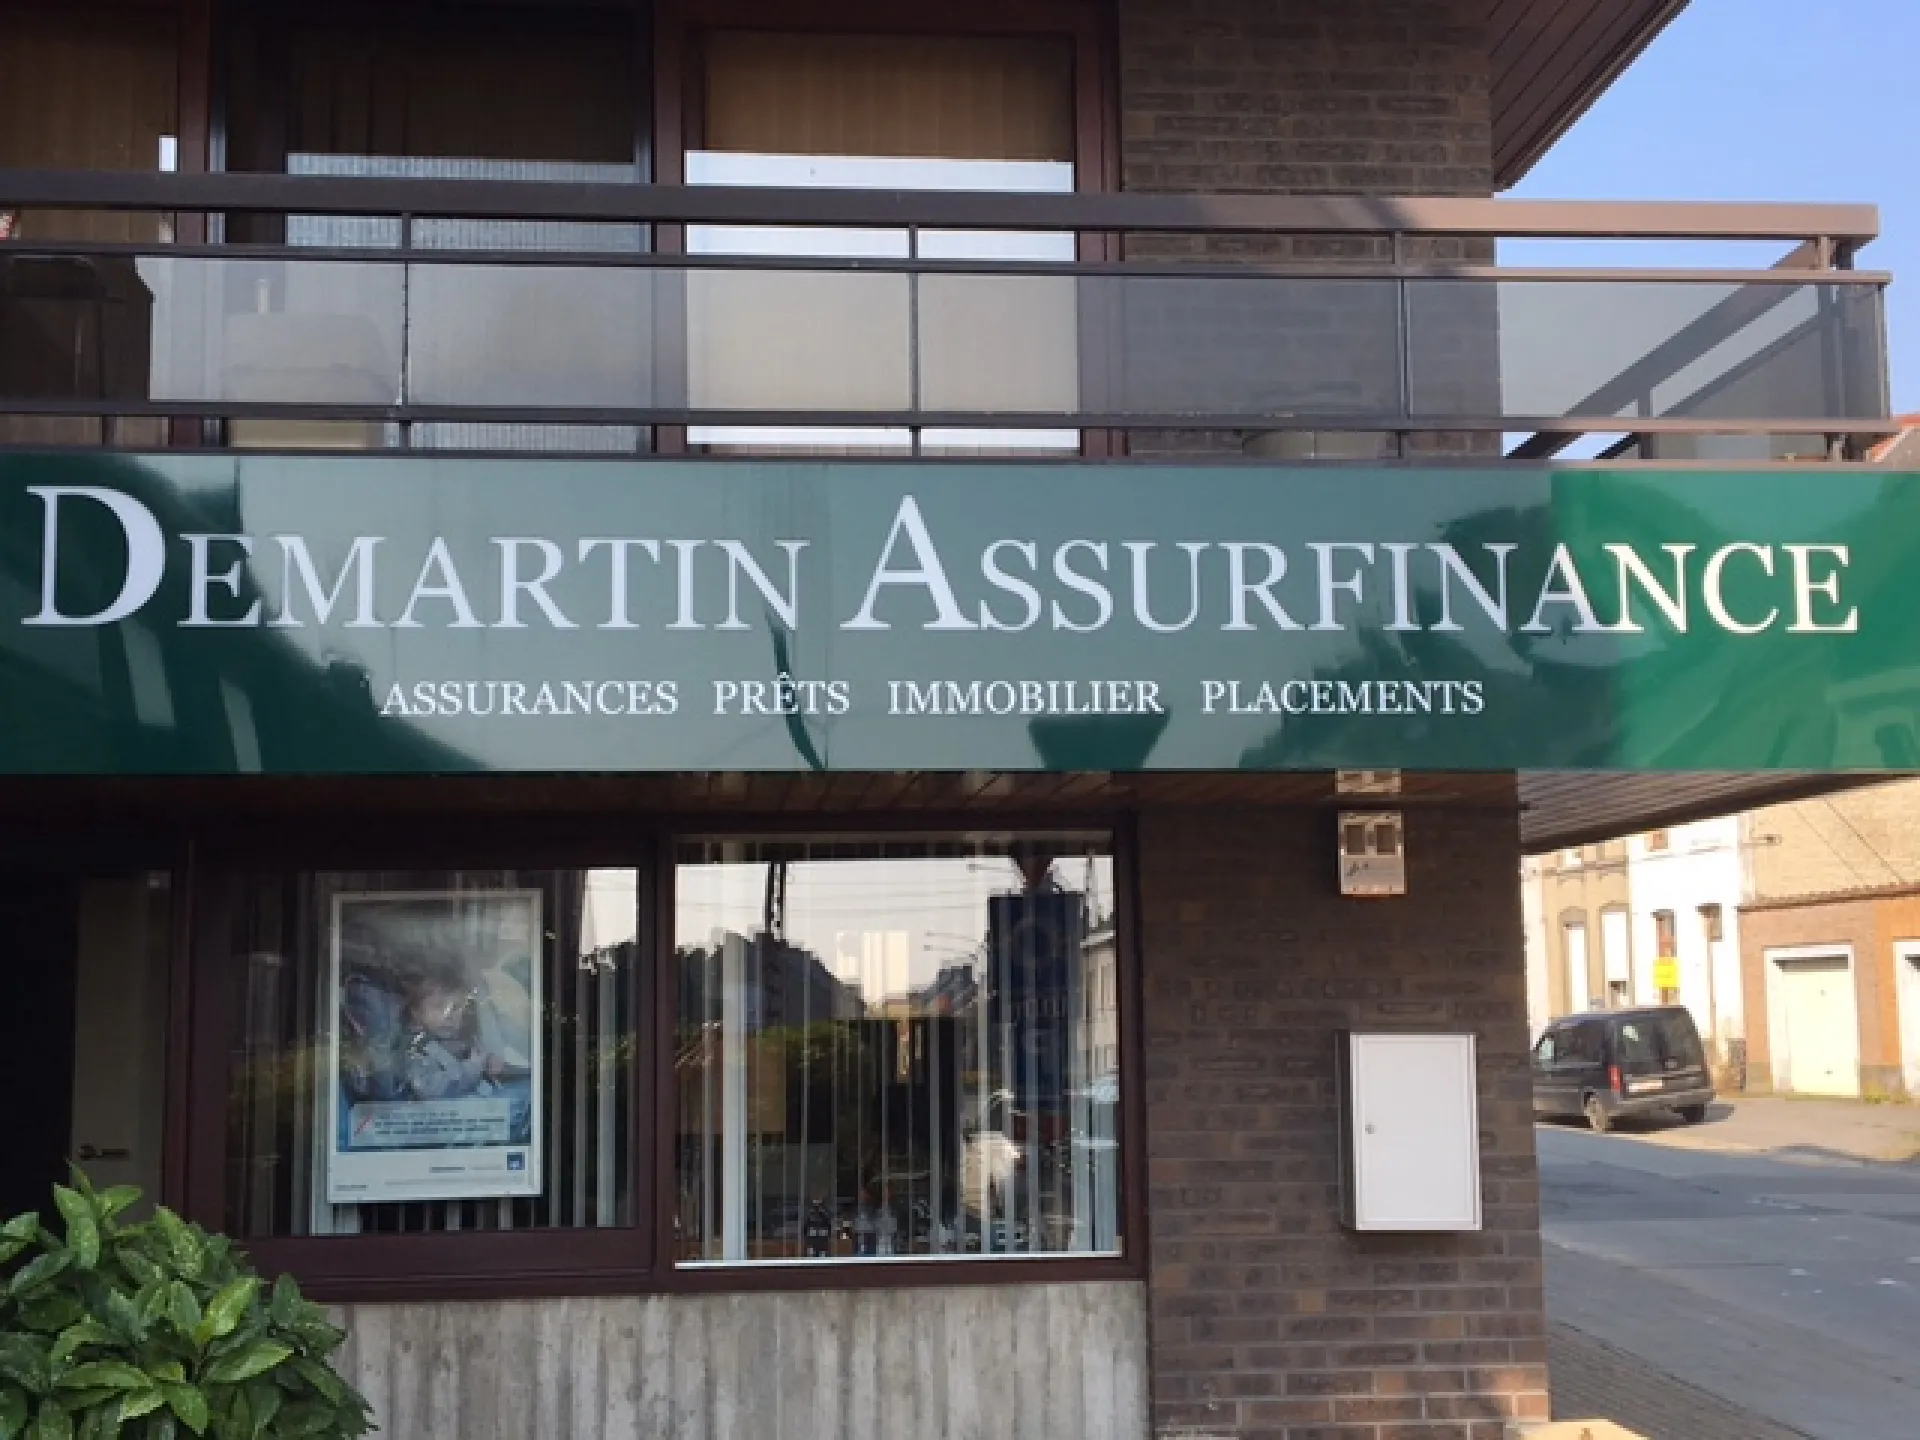 DEMARTIN ASSURFINANCE
ASSURANCES PRÊTS IMMOBILIER PLACEMENTS